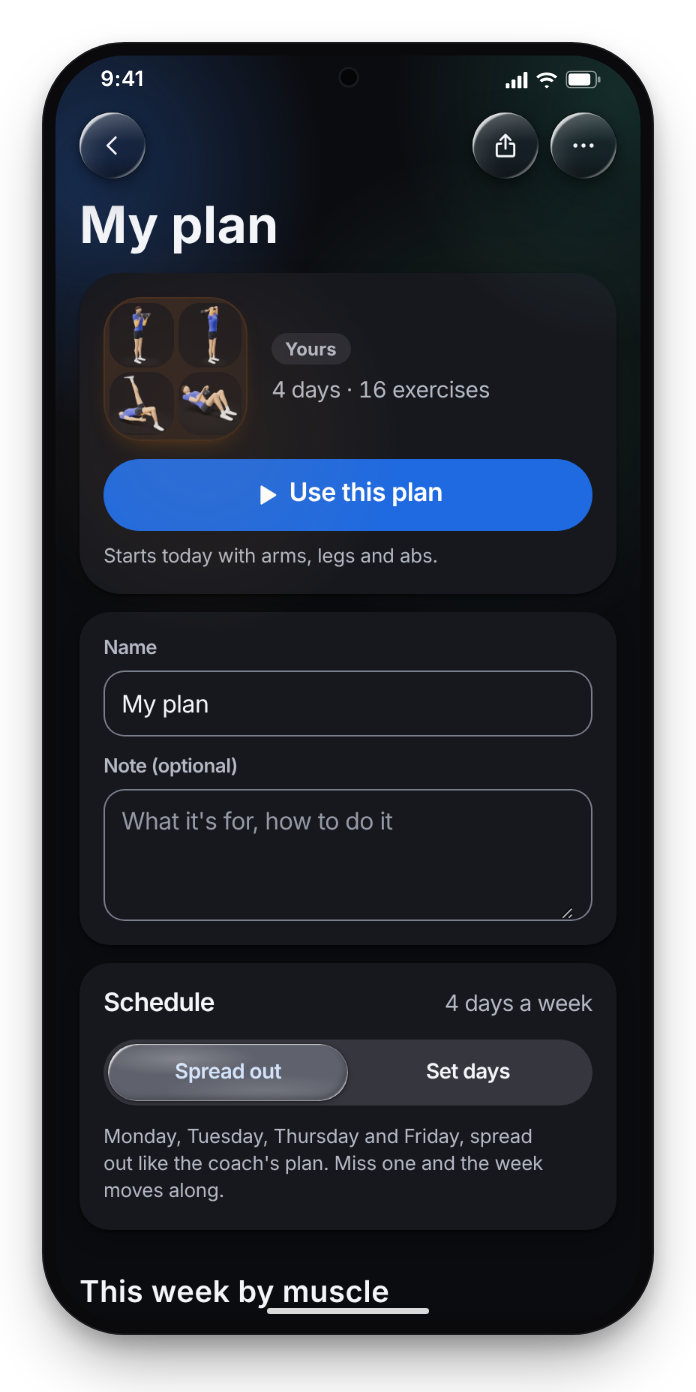 9:41
My plan
Yours
4 days · 16 exercises
Use this plan
Starts today with arms, legs and abs.
Name
My plan
Note (optional)
What it's for, how to do it
Schedule
4 days a week
Spread out
Set days
Monday, Tuesday, Thursday and Friday, spread
out like the coach's plan. Miss one and the week
moves along.
This week by muscle